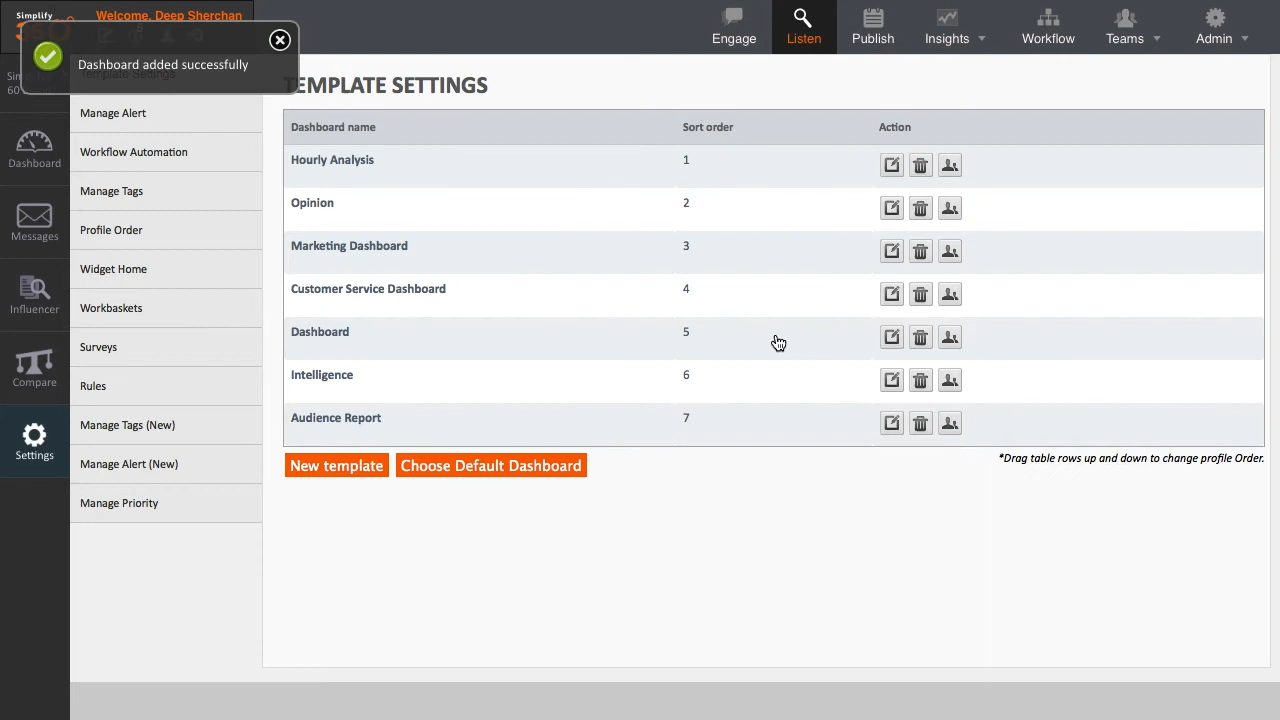 Simplify
Welcome, Deep Sherchan
Dashboard added successfully
Engage
Listen
Publish
Insights
Workflow
Teams
Admin
Template Settings
Manage Alert
Workflow Automation
Manage Tags
Profile Order
Widget Home
Workbaskets
Surveys
Rules
Manage Tags (New)
Manage Alert (New)
Manage Priority
Dashboard
Messages
Influencer
Compare
Settings
TEMPLATE SETTINGS
Dashboard name Sort order Action
Hourly Analysis 1
Opinion 2
Marketing Dashboard 3
Customer Service Dashboard 4
Dashboard 5
Intelligence 6
Audience Report 7
New template Choose Default Dashboard
*Drag table rows up and down to change profile Order.